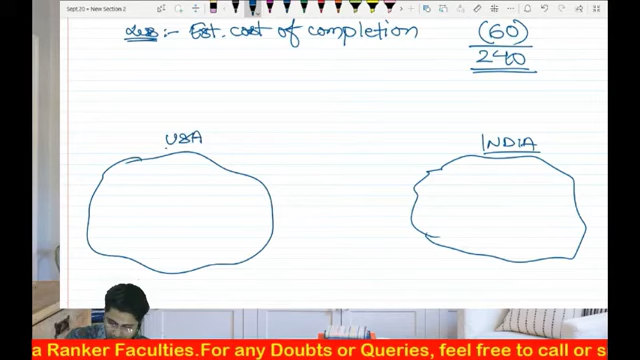 Sept.20 » New Section 2
Less :- Est. cost of completion (60)
240
USA INDIA
a Ranker Faculties.For any Doubts or Queries, feel free to call or s